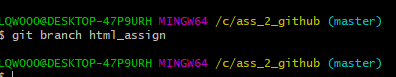 LQWOOO@DESKTOP-47P9URH MINGW64 /c/ass_2_github (master)
$ git branch html_assign
LQWOOO@DESKTOP-47P9URH MINGW64 /c/ass_2_github (master)
$